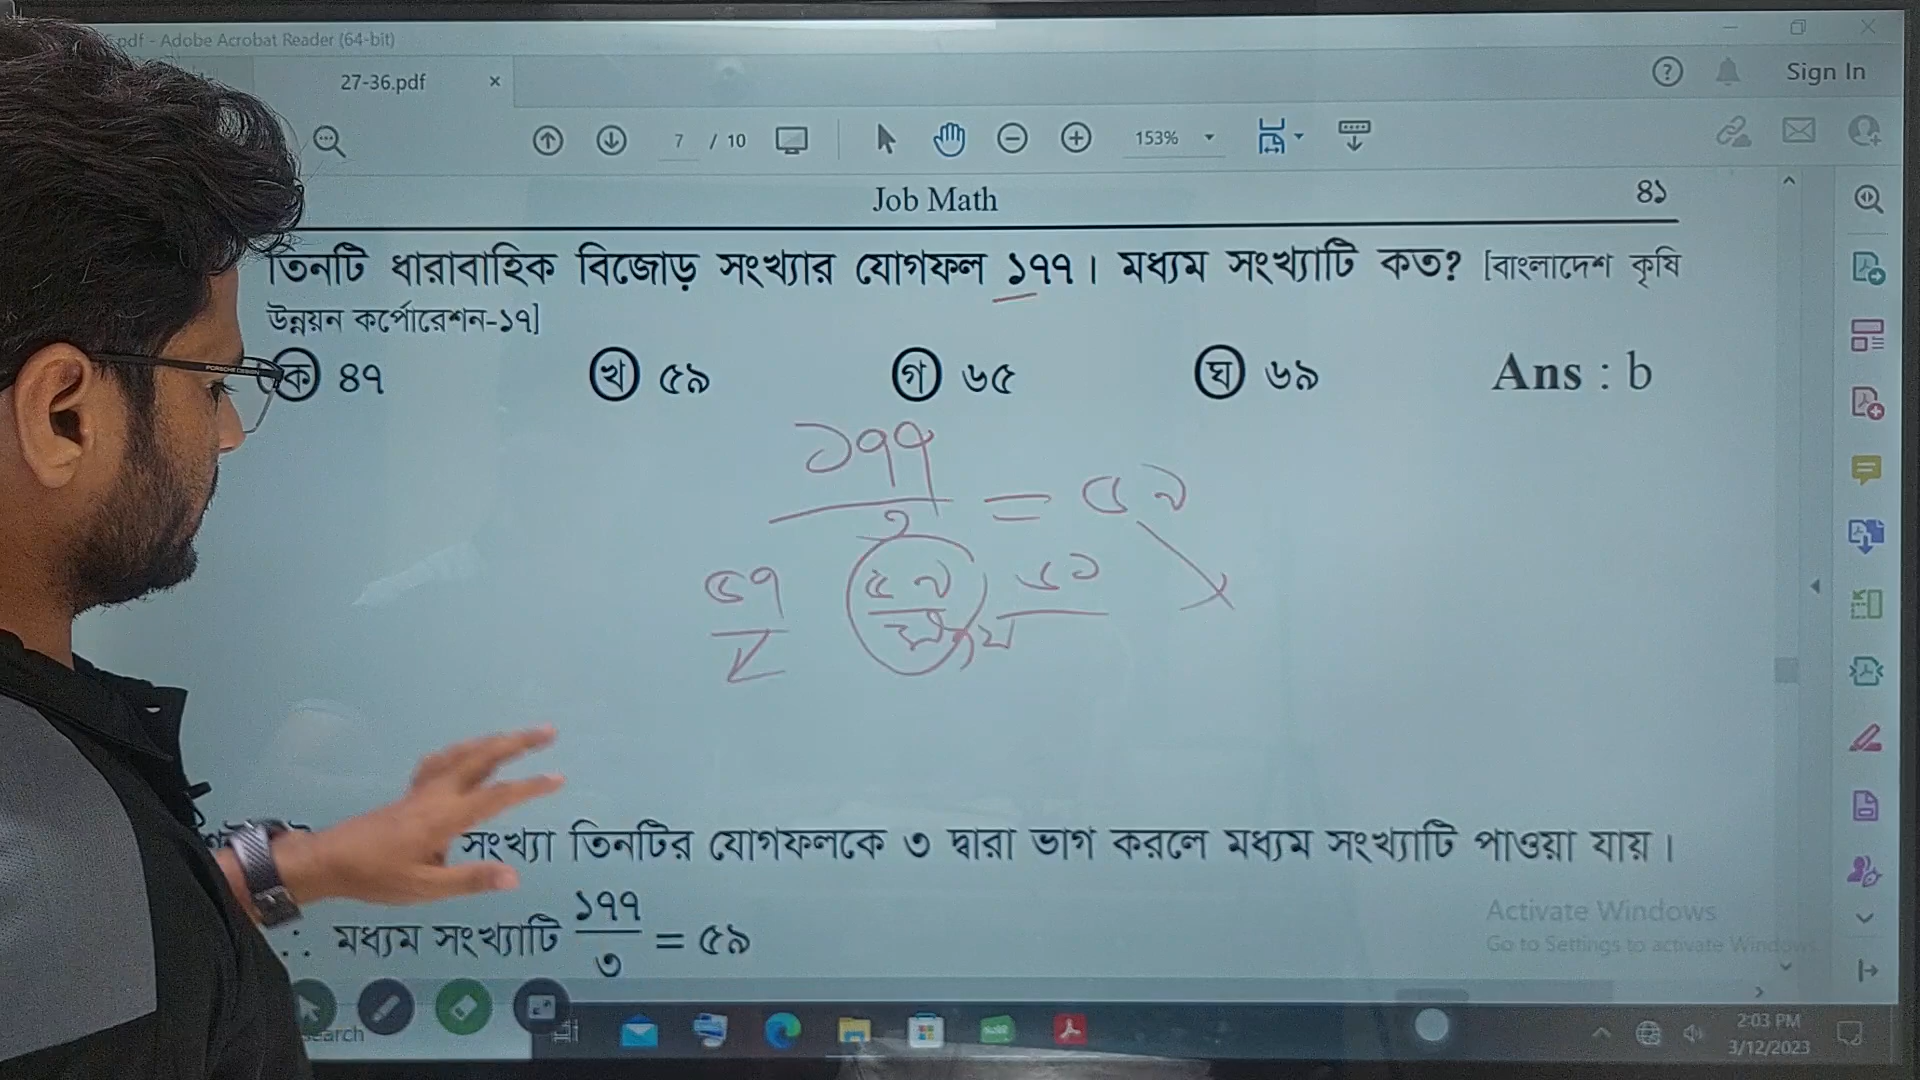 .pdf - Adobe Acrobat Reader (64-bit)
27-36.pdf ×
Sign In
7 / 10 153%
Job Math ৪১
তিনটি ধারাবাহিক বিজোড় সংখ্যার যোগফল ১৭৭। মধ্যম সংখ্যাটি কত? [বাংলাদেশ কৃষি
উন্নয়ন কর্পোরেশন-১৭]
ক ৪৭ খ ৫৯ গ ৬৫ ঘ ৬৯ Ans : b
১৭৭
= ৫৯
৩
৫৭ ৫৯, ৬১
সংখ্যা তিনটির যোগফলকে ৩ দ্বারা ভাগ করলে মধ্যম সংখ্যাটি পাওয়া যায়।
∴ মধ্যম সংখ্যাটি ১৭৭/৩ = ৫৯
Activate Windows
Go to Settings to activate Windows.
earch
2:03 PM
3/12/2023